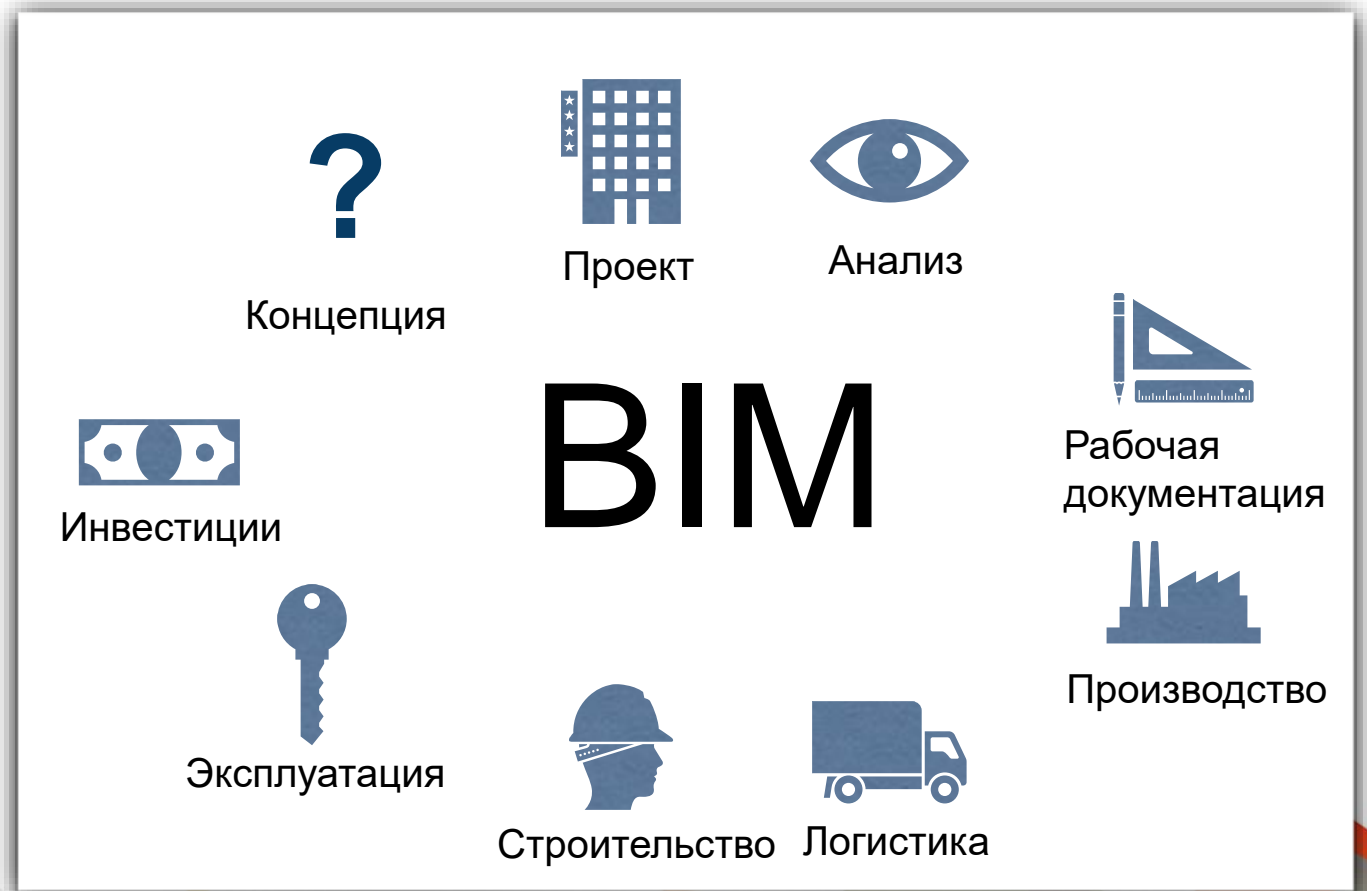 ?
Проект
Анализ
Концепция
BIM
Рабочая
документация
Инвестиции
Производство
Эксплуатация
Строительство
Логистика